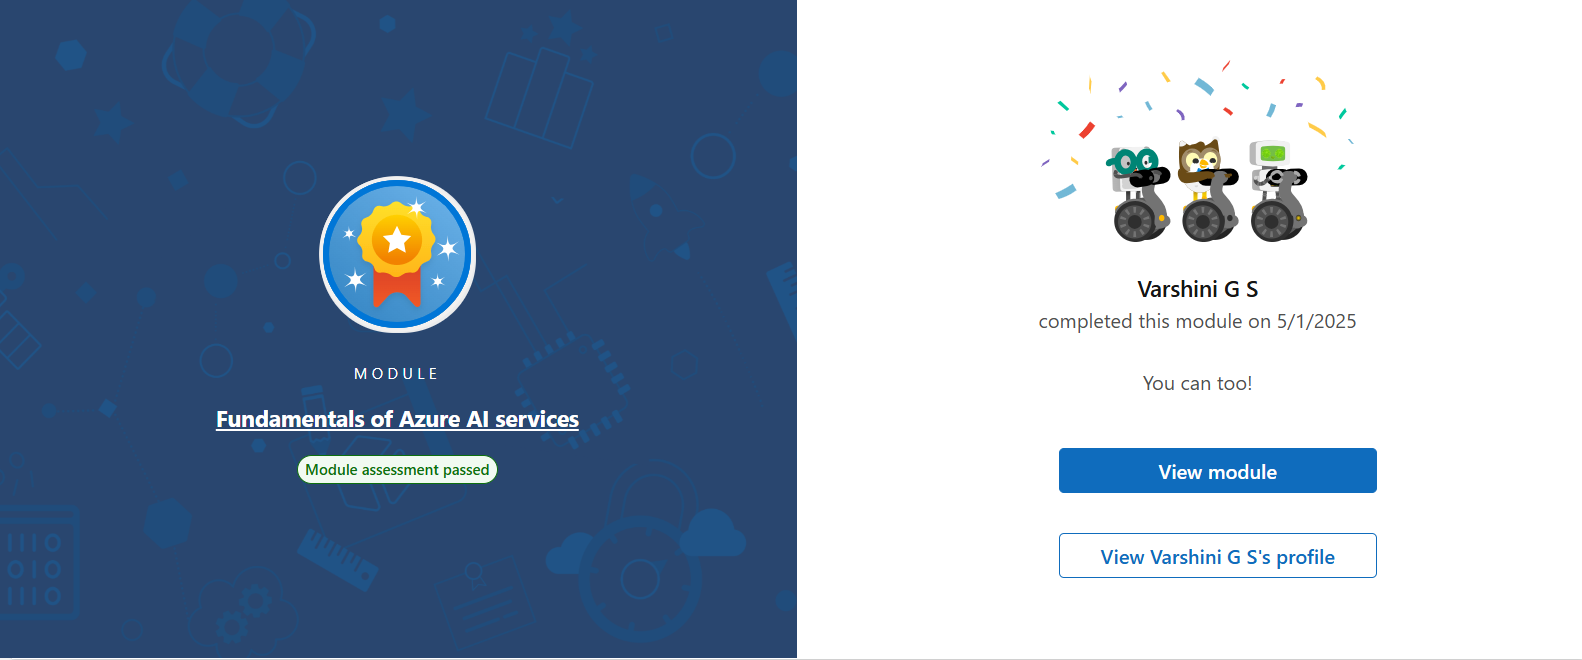 MODULE
Fundamentals of Azure AI services
Module assessment passed
Varshini G S
completed this module on 5/1/2025
You can too!
View module
View Varshini G S's profile